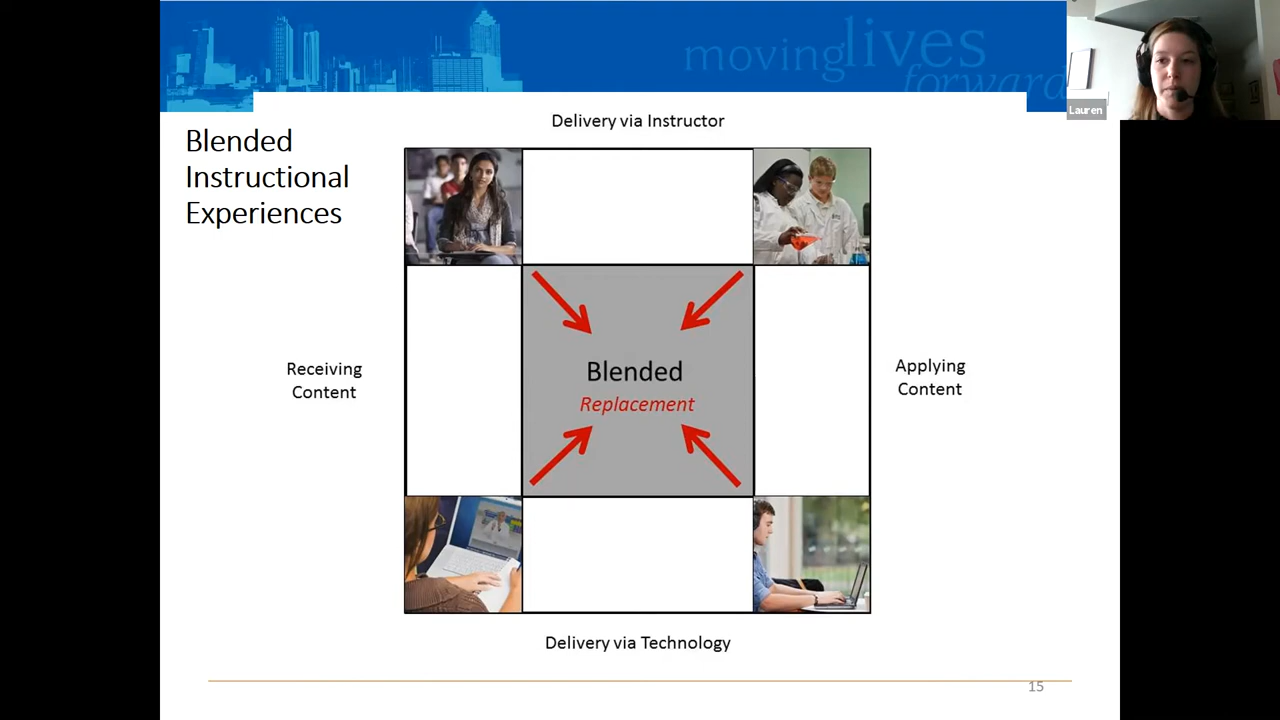 movinglives
forward
Lauren
Delivery via Instructor
Blended
Instructional
Experiences
Blended
Replacement
Receiving
Content
Applying
Content
Delivery via Technology
15